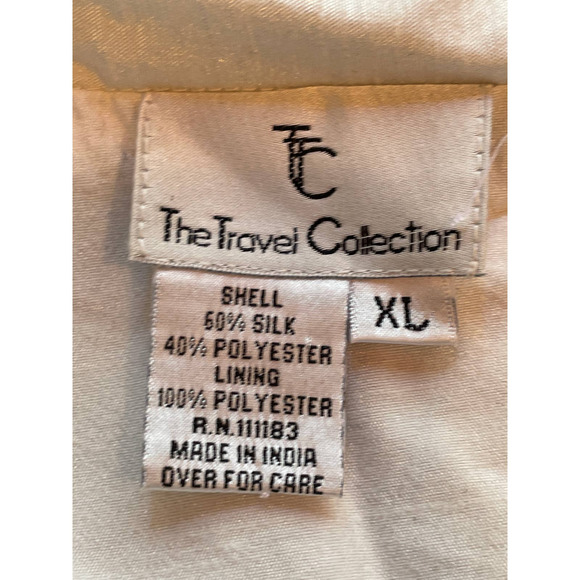 TTC
The Travel Collection
XL
SHELL
60% SILK
40% POLYESTER
LINING
100% POLYESTER
R.N.111183
MADE IN INDIA
OVER FOR CARE